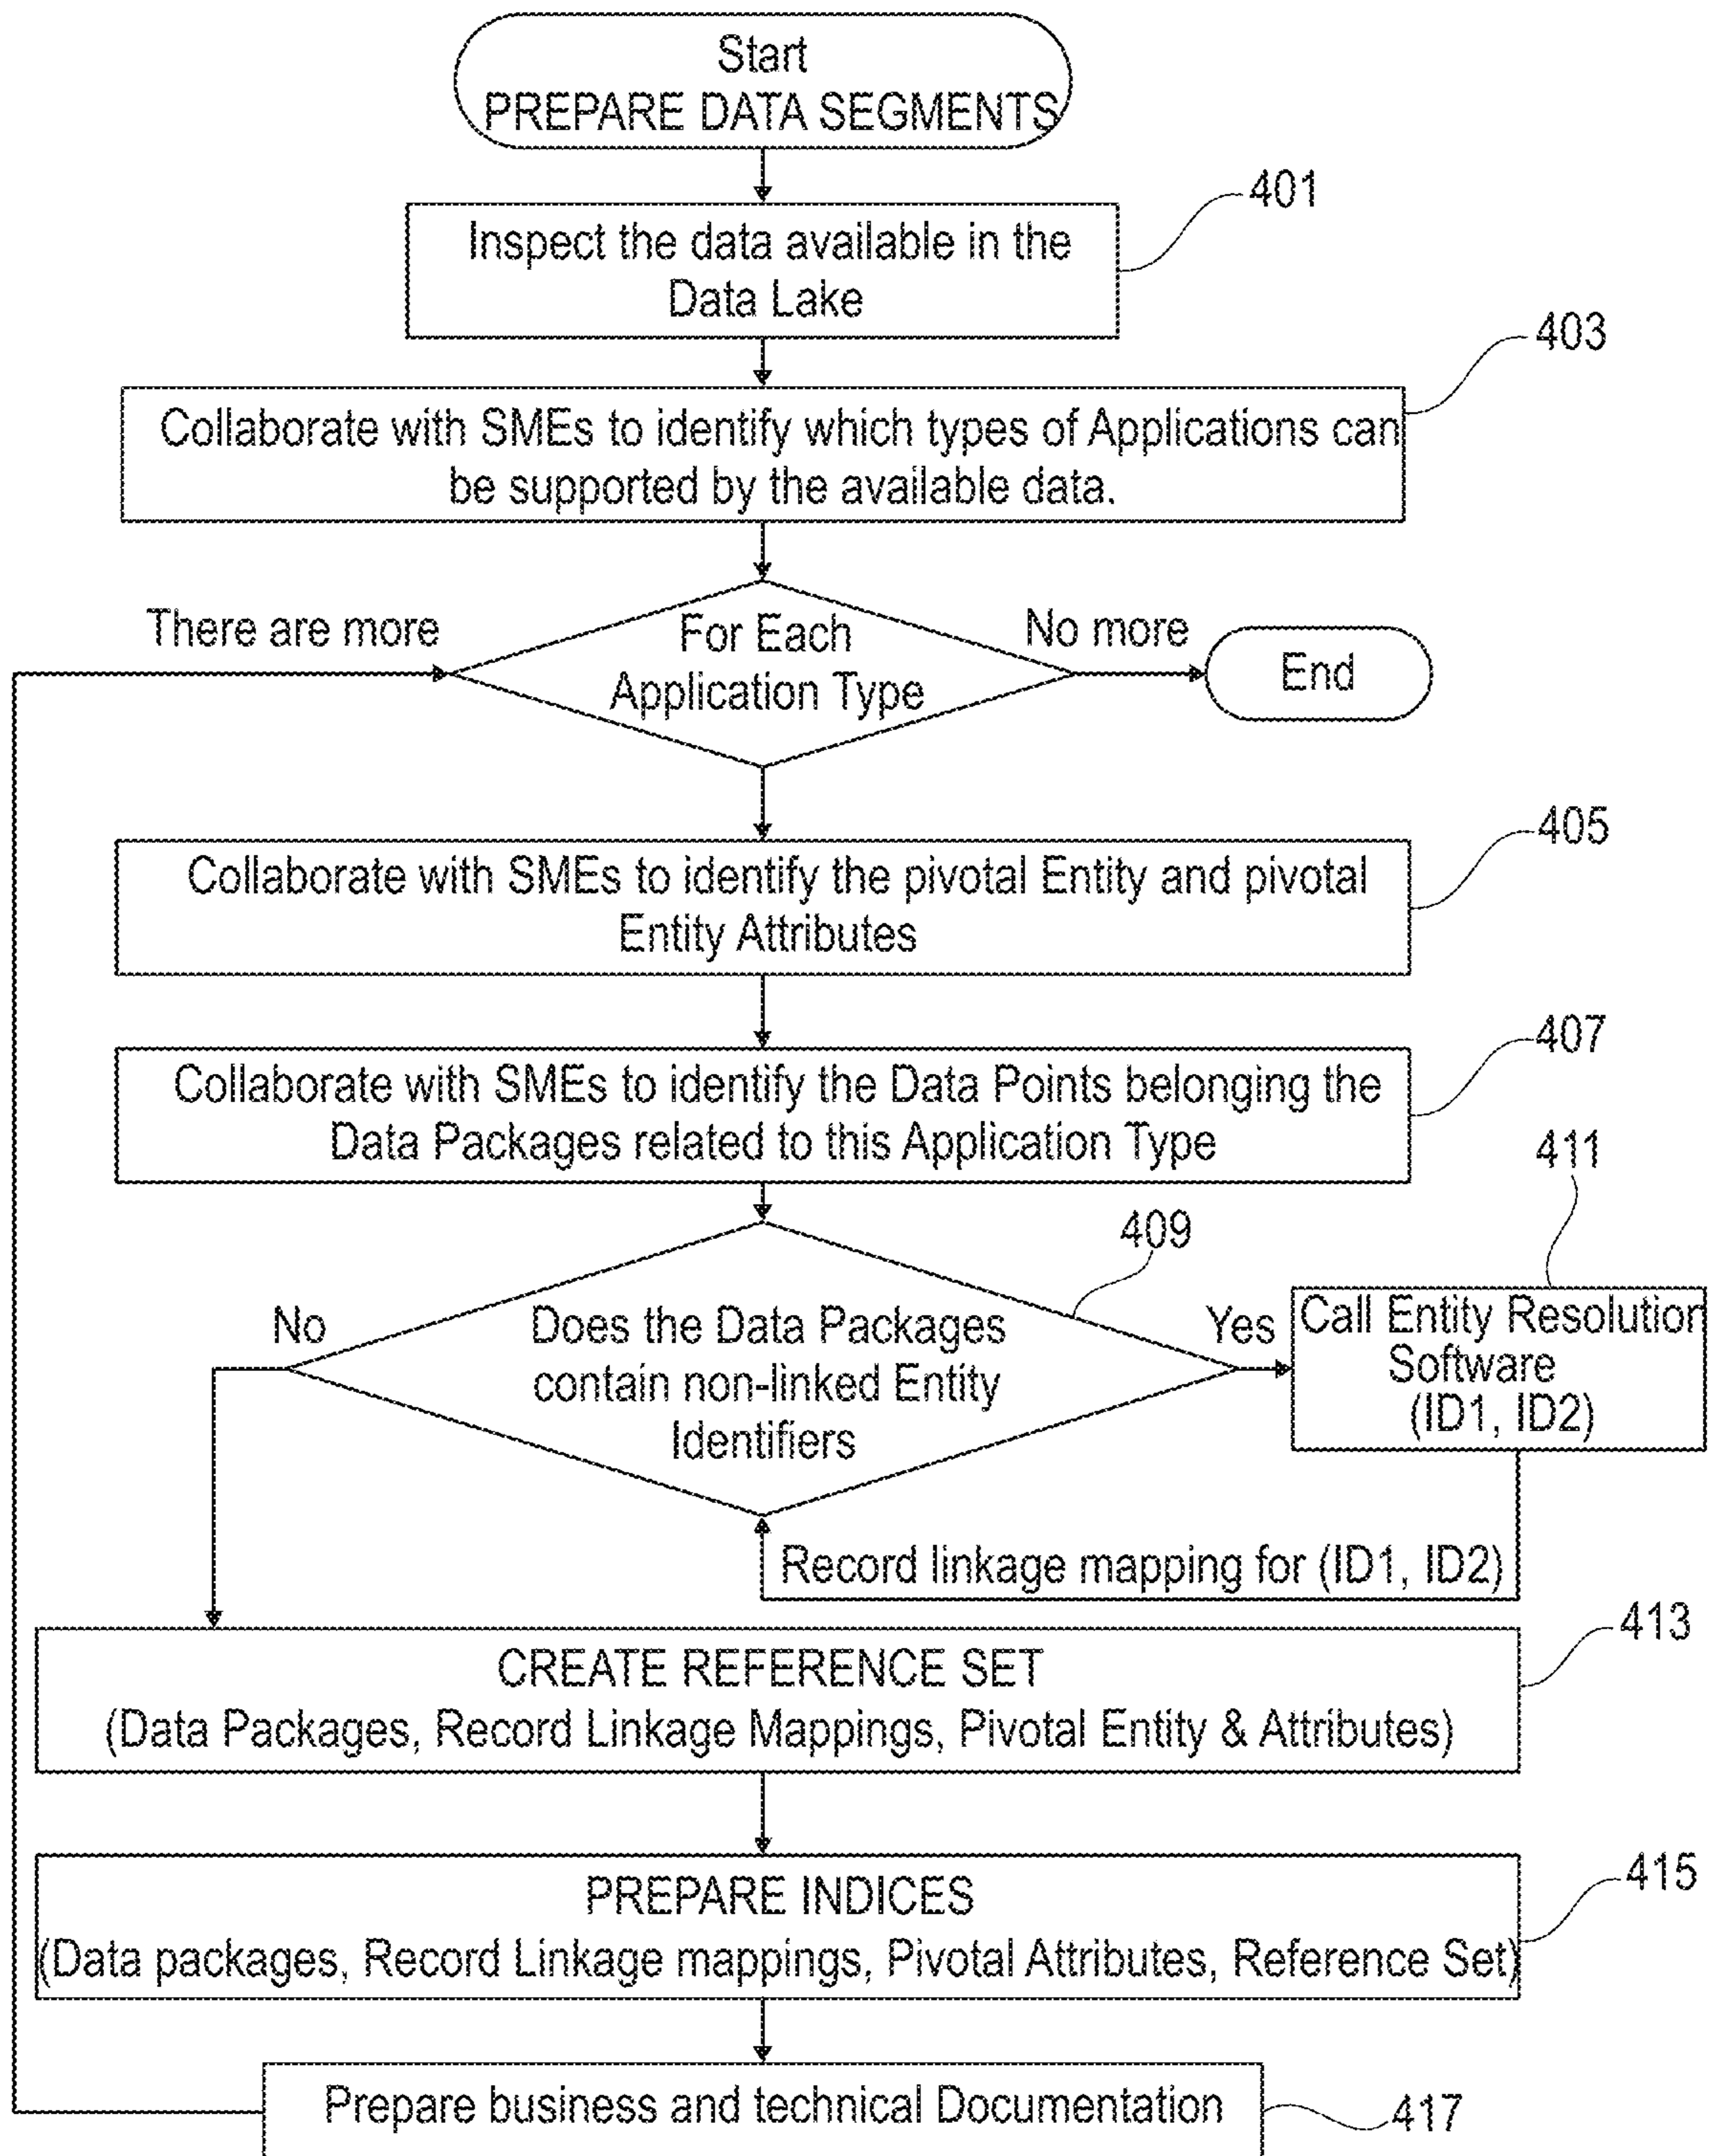 Start
PREPARE DATA SEGMENTS
401
Inspect the data available in the
Data Lake
403
Collaborate with SMEs to identify which types of Applications can
be supported by the available data.
There are more
For Each
Application Type
No more
End
405
Collaborate with SMEs to identify the pivotal Entity and pivotal
Entity Attributes
407
Collaborate with SMEs to identify the Data Points belonging the
Data Packages related to this Application Type
411
409
No
Does the Data Packages
contain non-linked Entity
Identifiers
Yes
Call Entity Resolution
Software
(ID1, ID2)
Record linkage mapping for (ID1, ID2)
413
CREATE REFERENCE SET
(Data Packages, Record Linkage Mappings, Pivotal Entity & Attributes)
415
PREPARE INDICES
(Data packages, Record Linkage mappings, Pivotal Attributes, Reference Set)
Prepare business and technical Documentation
417